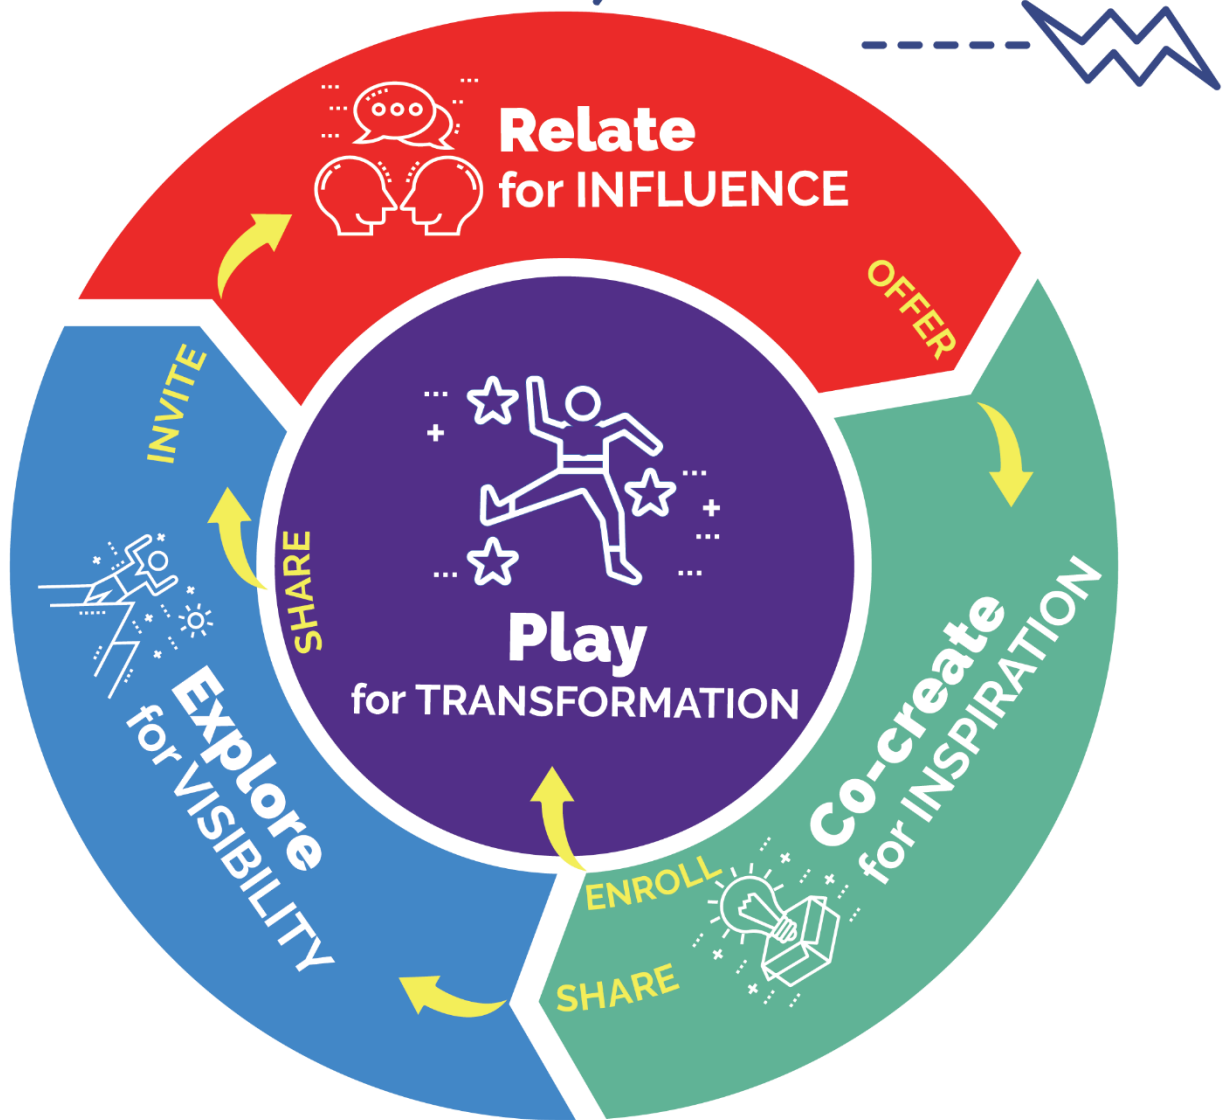 Relate
for INFLUENCE
OFFER
INVITE
SHARE
Play
for TRANSFORMATION
Explore
for VISIBILITY
Co-create
for INSPIRATION
ENROLL
SHARE